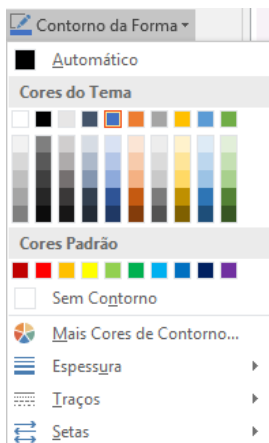 Contorno da Forma
Automático
Cores do Tema
Cores Padrão
Sem Contorno
Mais Cores de Contorno...
Espessura
Traços
Setas